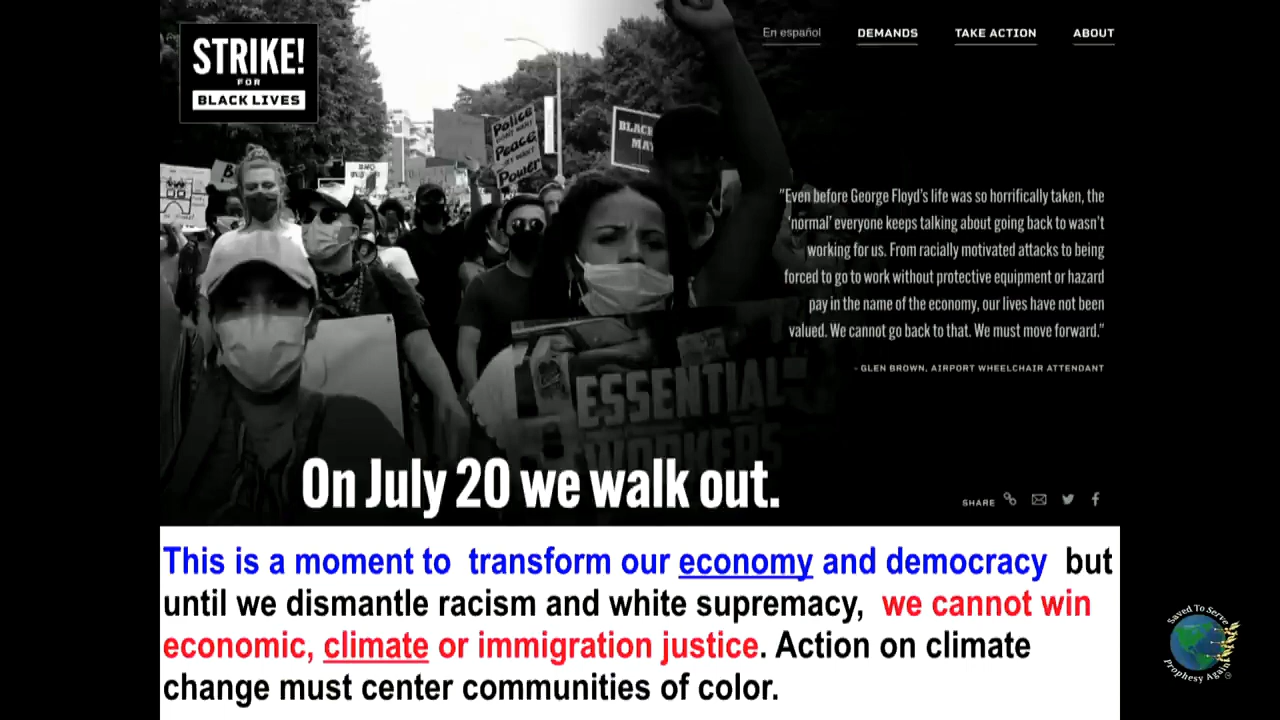 STRIKE!
FOR
BLACK LIVES
En español DEMANDS TAKE ACTION ABOUT
Police
Peace
Power
BLACK
MA
"Even before George Floyd's life was so horrifically taken, the
'normal' everyone keeps talking about going back to wasn't
working for us. From racially motivated attacks to being
forced to go to work without protective equipment or hazard
pay in the name of the economy, our lives have not been
valued. We cannot go back to that. We must move forward."
- GLEN BROWN, AIRPORT WHEELCHAIR ATTENDANT
ESSENTIAL
WORKERS
On July 20 we walk out.
SHARE
This is a moment to transform our economy and democracy but
until we dismantle racism and white supremacy, we cannot win
economic, climate or immigration justice. Action on climate
change must center communities of color.
Saved To Serve
Prophesy Again